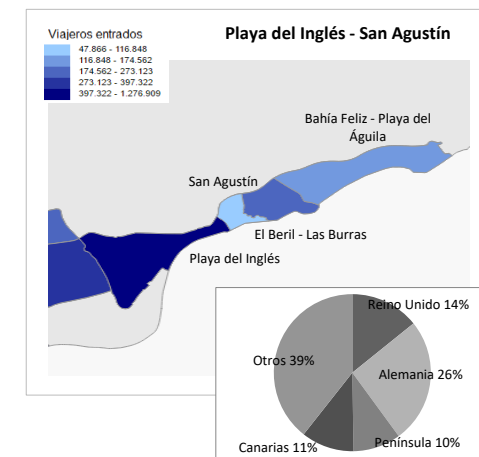 Playa del Inglés - San Agustín
Viajeros entrados
47.866 - 116.848
116.848 - 174.562
174.562 - 273.123
273.123 - 397.322
397.322 - 1.276.909
Bahía Feliz - Playa del
Águila
San Agustín
El Beril - Las Burras
Playa del Inglés
Reino Unido 14%
Otros 39%
Alemania 26%
Península 10%
Canarias 11%